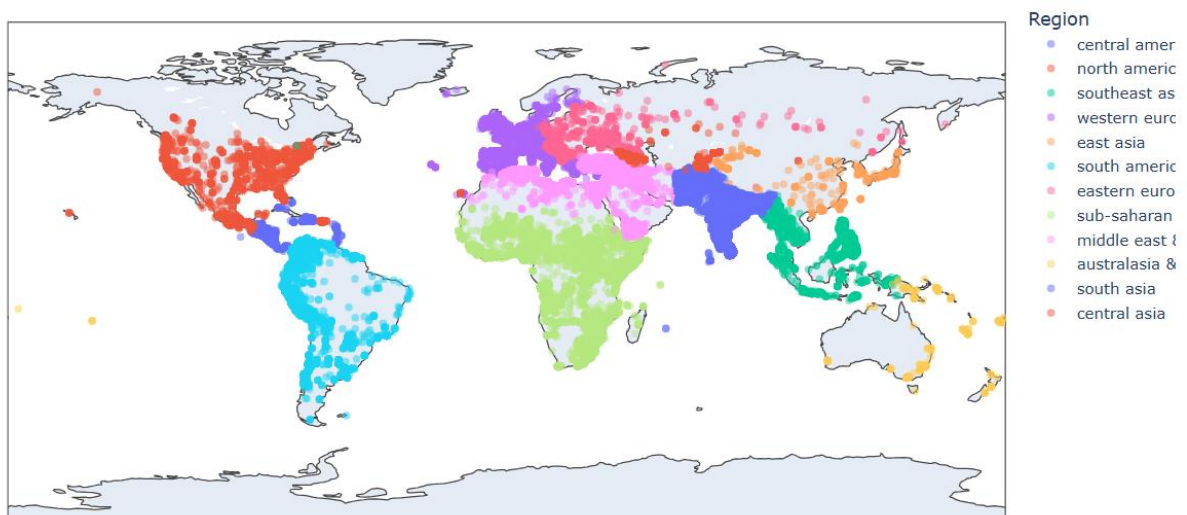 Region
central amer
north americ
southeast as
western euro
east asia
south americ
eastern euro
sub-saharan
middle east &
australasia &
south asia
central asia